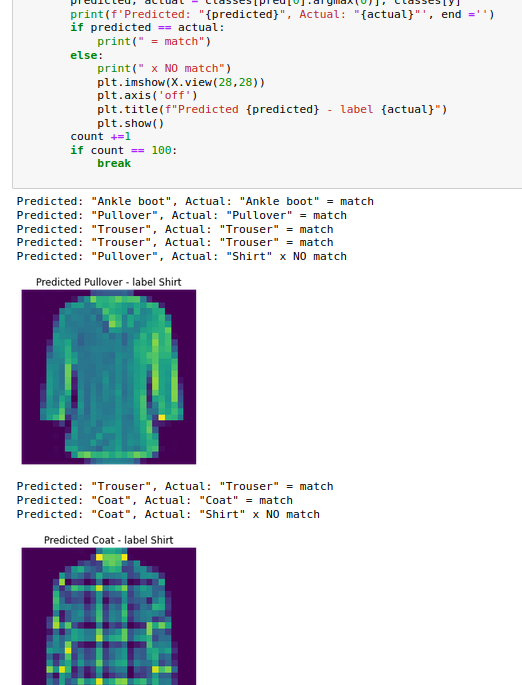 predicted, actual = classes[pred[0].argmax(0)], classes[y]
print(f'Predicted: "{predicted}", Actual: "{actual}"', end ='')
if predicted == actual:
print(" = match")
else:
print(" x NO match")
plt.imshow(X.view(28,28))
plt.axis('off')
plt.title(f"Predicted {predicted} - label {actual}")
plt.show()
count +=1
if count == 100:
break
Predicted: "Ankle boot", Actual: "Ankle boot" = match
Predicted: "Pullover", Actual: "Pullover" = match
Predicted: "Trouser", Actual: "Trouser" = match
Predicted: "Trouser", Actual: "Trouser" = match
Predicted: "Pullover", Actual: "Shirt" x NO match
Predicted Pullover - label Shirt
Predicted: "Trouser", Actual: "Trouser" = match
Predicted: "Coat", Actual: "Coat" = match
Predicted: "Coat", Actual: "Shirt" x NO match
Predicted Coat - label Shirt